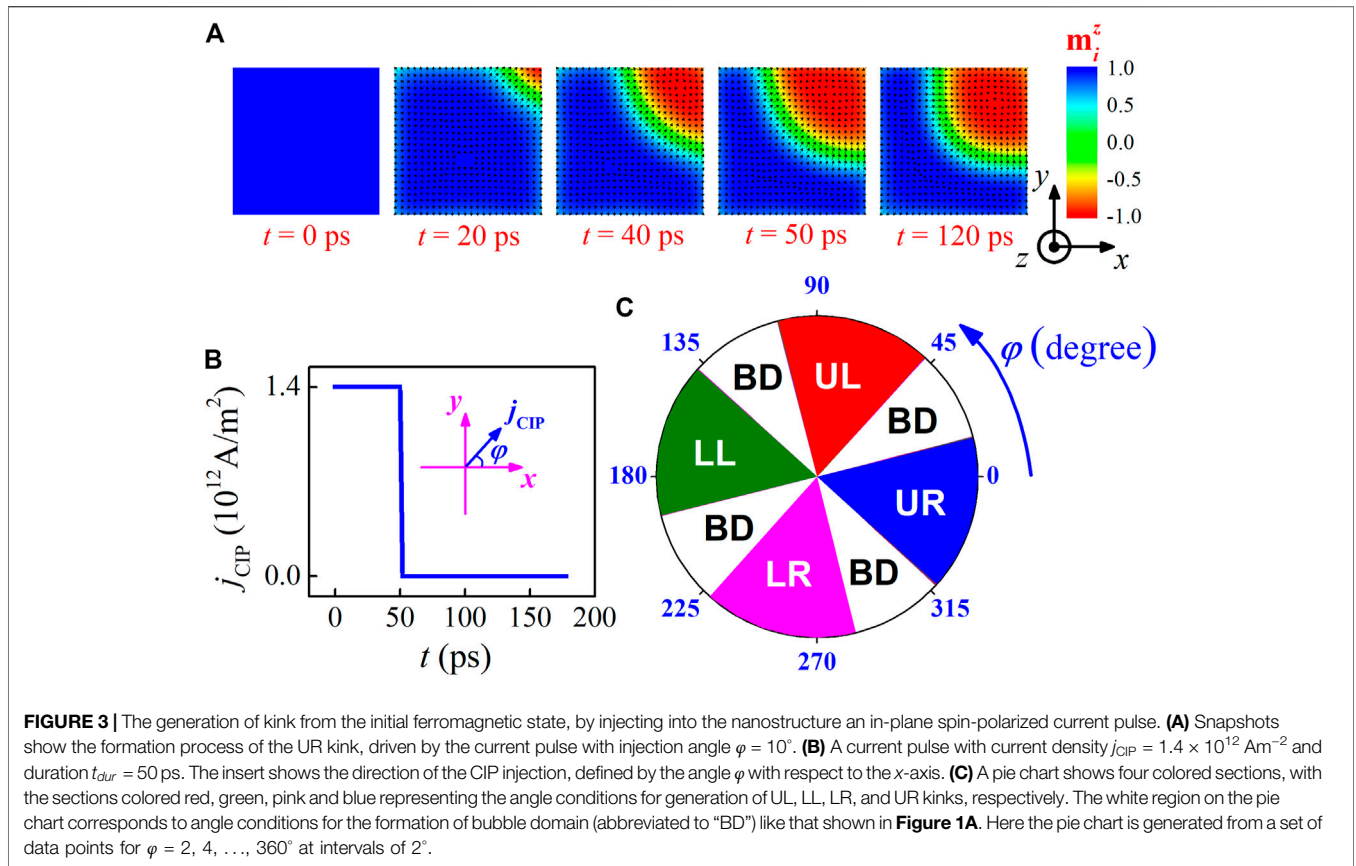 A
m_i^z
1.0
0.5
0.0
-0.5
-1.0
t = 0 ps
t = 20 ps
t = 40 ps
t = 50 ps
t = 120 ps
y
z
x
B
j_CIP (10^12 A/m^2)
1.4
0.0
y
j_CIP
φ
x
0
50
100
150
200
t (ps)
C
90
135
45
φ (degree)
BD
UL
BD
LL
180
0
UR
BD
LR
BD
225
315
270
FIGURE 3 | The generation of kink from the initial ferromagnetic state, by injecting into the nanostructure an in-plane spin-polarized current pulse. (A) Snapshots
show the formation process of the UR kink, driven by the current pulse with injection angle φ = 10°. (B) A current pulse with current density j_CIP = 1.4 × 10^12 Am^−2 and
duration t_dur = 50 ps. The insert shows the direction of the CIP injection, defined by the angle φ with respect to the x-axis. (C) A pie chart shows four colored sections, with
the sections colored red, green, pink and blue representing the angle conditions for generation of UL, LL, LR, and UR kinks, respectively. The white region on the pie
chart corresponds to angle conditions for the formation of bubble domain (abbreviated to “BD”) like that shown in Figure 1A. Here the pie chart is generated from a set of
data points for φ = 2, 4, . . ., 360° at intervals of 2°.